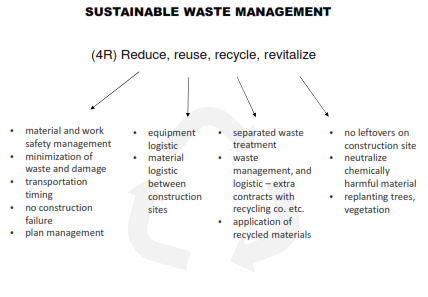 SUSTAINABLE WASTE MANAGEMENT
(4R) Reduce, reuse, recycle, revitalize
• material and work
safety management
• minimization of
waste and damage
• transportation
timing
• no construction
failure
• plan management
• equipment
logistic
• material
logistic
between
construction
sites
• separated waste
treatment
• waste
management, and
logistic – extra
contracts with
recycling co. etc.
• application of
recycled materials
• no leftovers on
construction site
• neutralize
chemically
harmful material
• replanting trees,
vegetation